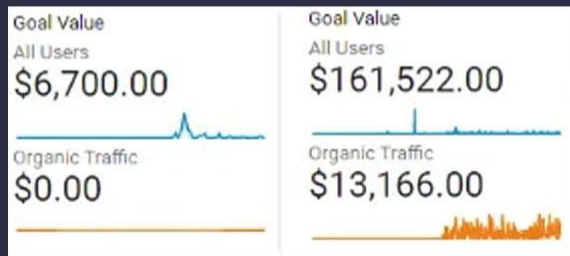 Goal Value
All Users
$6,700.00
Organic Traffic
$0.00
Goal Value
All Users
$161,522.00
Organic Traffic
$13,166.00